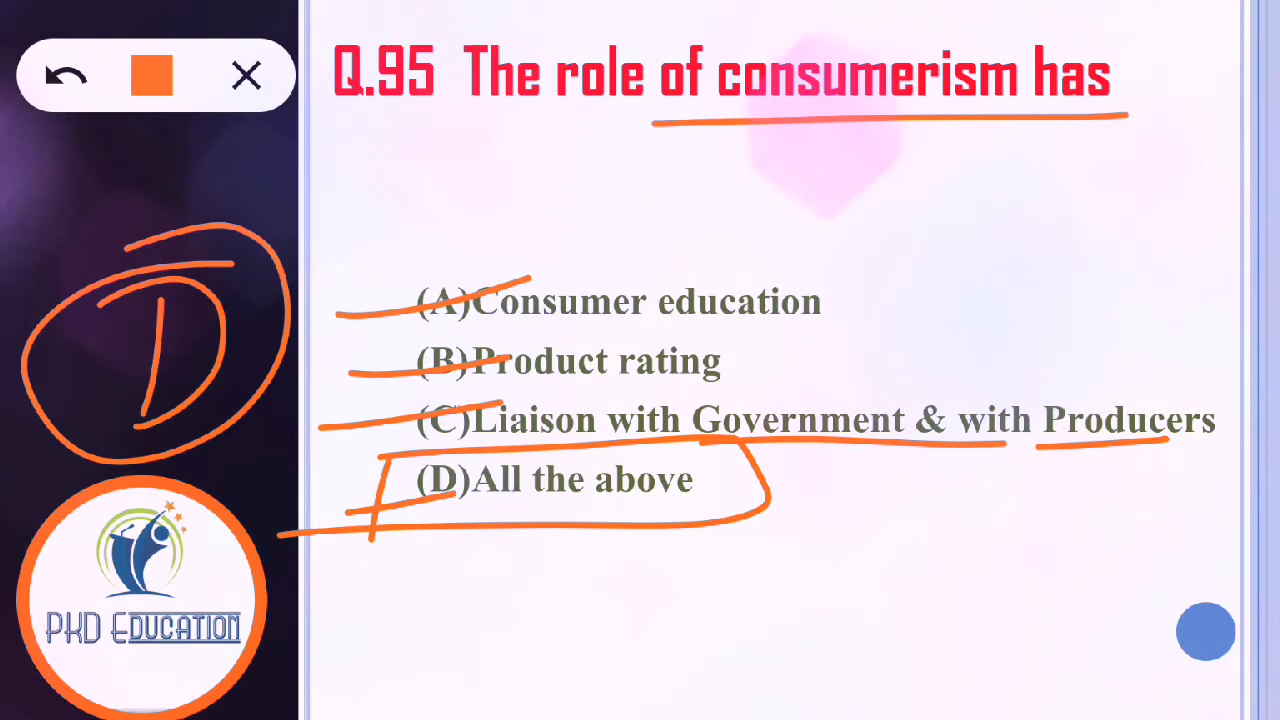 Q.95 The role of consumerism has
(A)Consumer education
(B)Product rating
(C)Liaison with Government & with Producers
(D)All the above
D
PKD EDUCATION